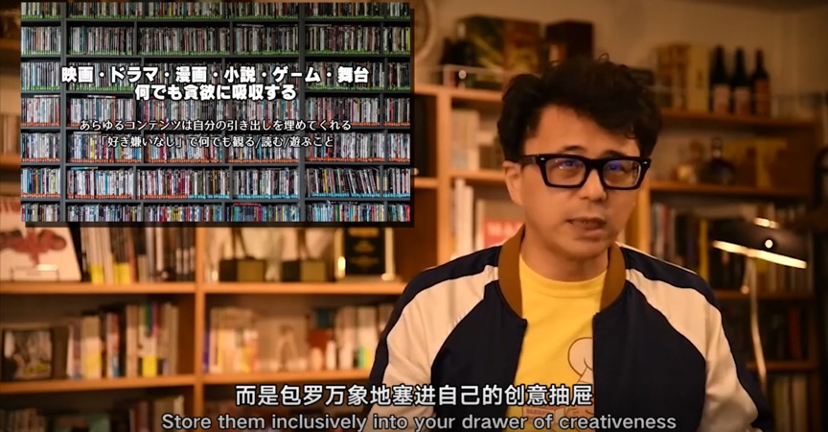 映画・ドラマ・漫画・小説・ゲーム・舞台
何でも貪欲に吸収する
あらゆるコンテンツは自分の引き出しを埋めてくれる
「好き嫌いなし」で何でも観る/読む/遊ぶこと
而是包罗万象地塞进自己的创意抽屉
Store them inclusively into your drawer of creativeness